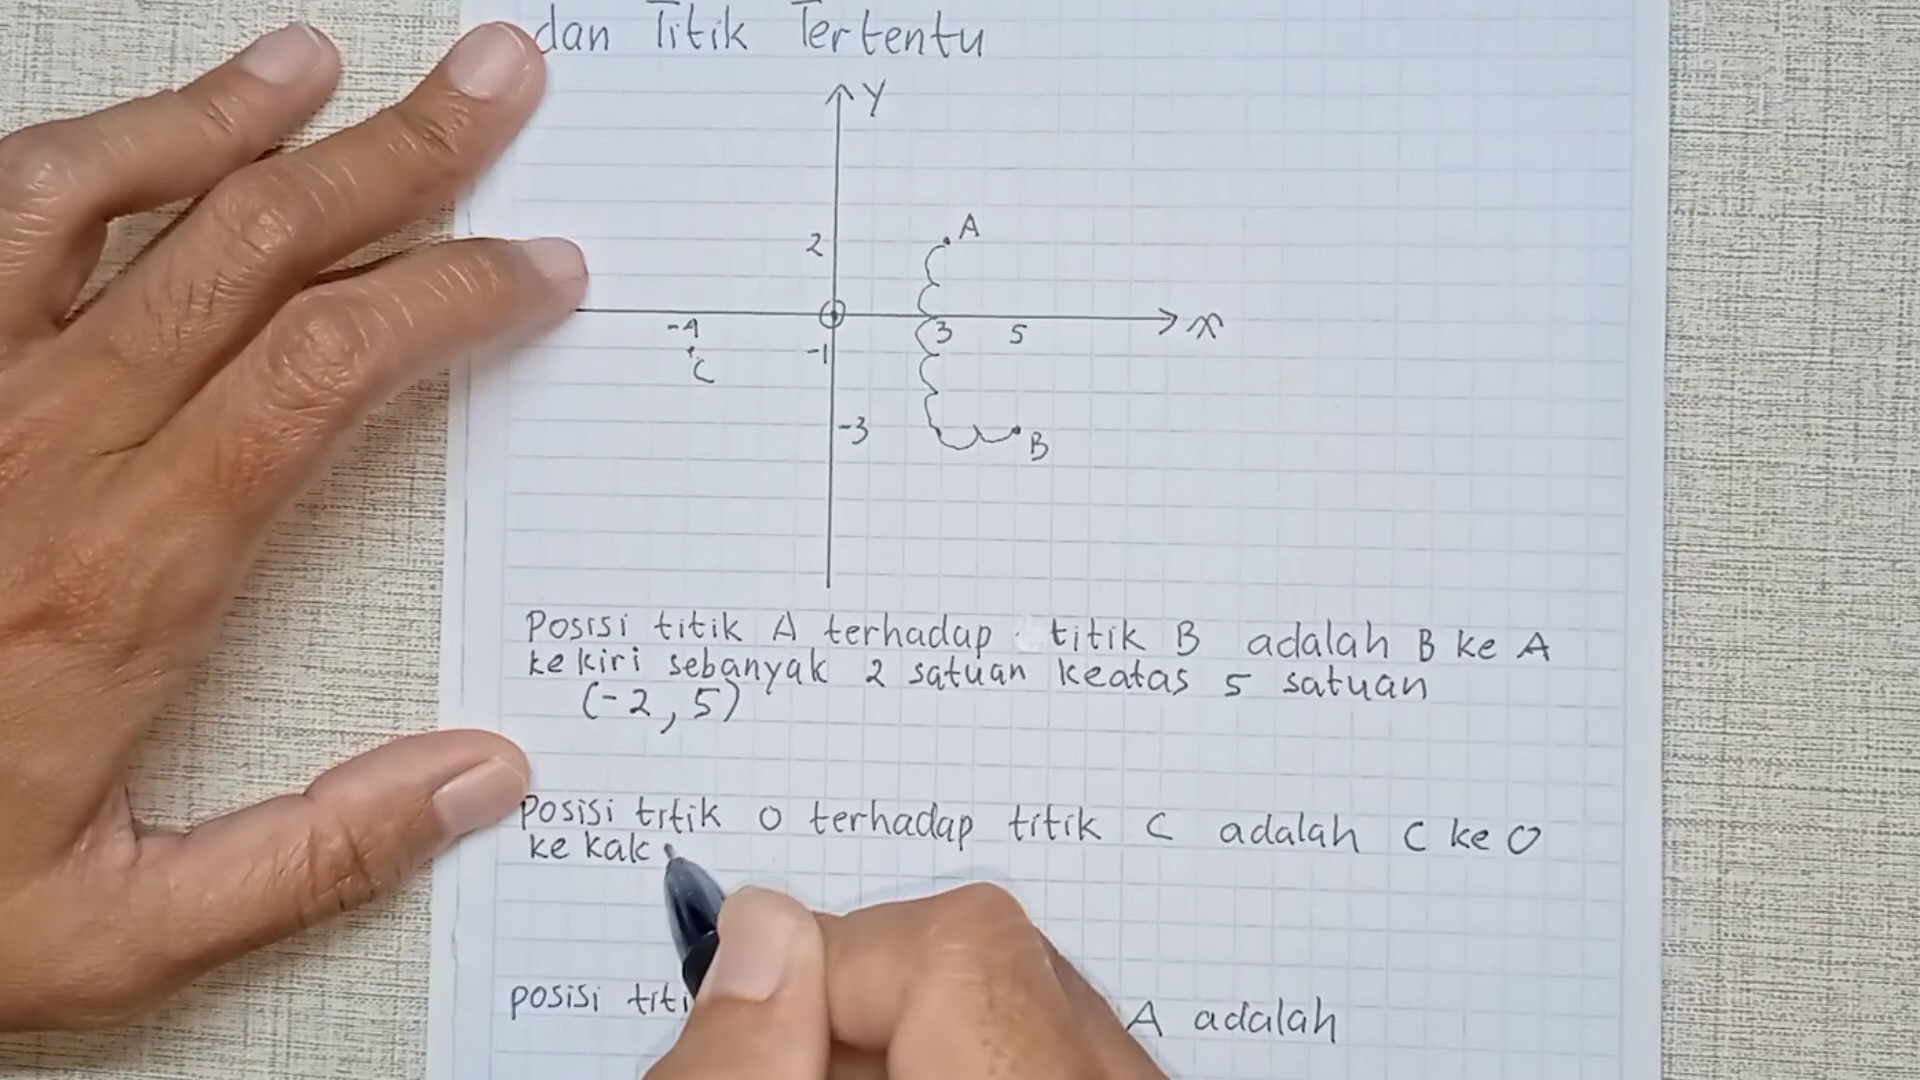 dan Titik Tertentu
Y
A
2
-4
3
5
X
-1
C
-3
B
Posisi titik A terhadap titik B adalah B ke A
ke kiri sebanyak 2 satuan keatas 5 satuan
(-2, 5)
posisi titik O terhadap titik C adalah C ke O
ke kak
posisi titi
A adalah